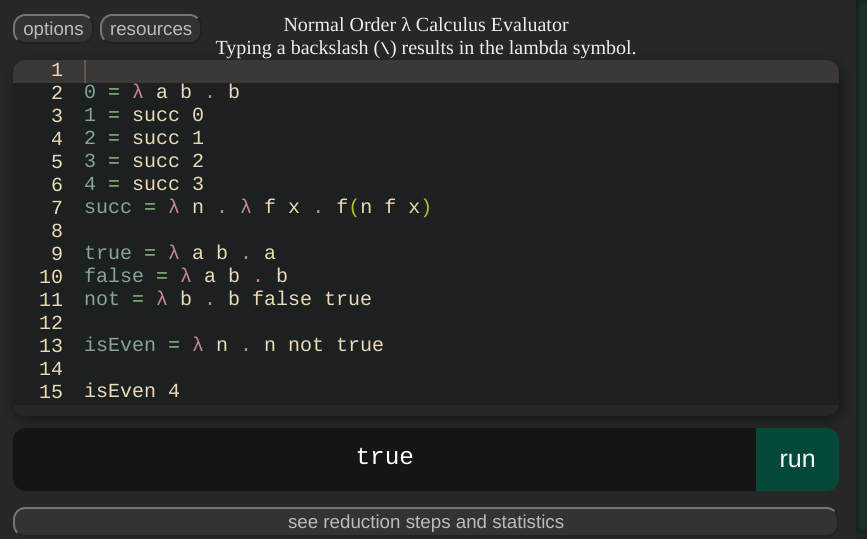 options resources
Normal Order λ Calculus Evaluator
Typing a backslash (\) results in the lambda symbol.
1
2 0 = λ a b . b
3 1 = succ 0
4 2 = succ 1
5 3 = succ 2
6 4 = succ 3
7 succ = λ n . λ f x . f(n f x)
8
9 true = λ a b . a
10 false = λ a b . b
11 not = λ b . b false true
12
13 isEven = λ n . n not true
14
15 isEven 4
true run
see reduction steps and statistics